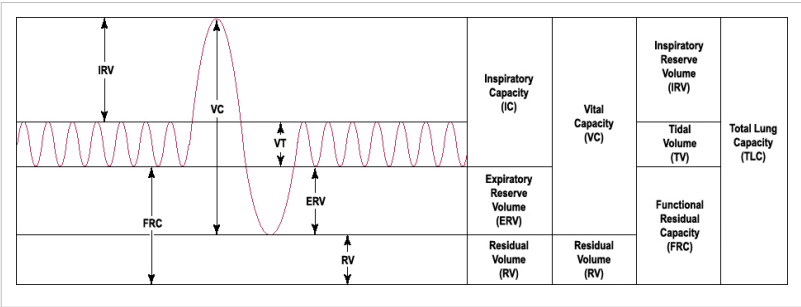 IRV
VC
VT
FRC
ERV
RV
Inspiratory
Capacity
(IC)
Expiratory
Reserve
Volume
(ERV)
Residual
Volume
(RV)
Vital
Capacity
(VC)
Residual
Volume
(RV)
Inspiratory
Reserve
Volume
(IRV)
Tidal
Volume
(TV)
Functional
Residual
Capacity
(FRC)
Total Lung
Capacity
(TLC)